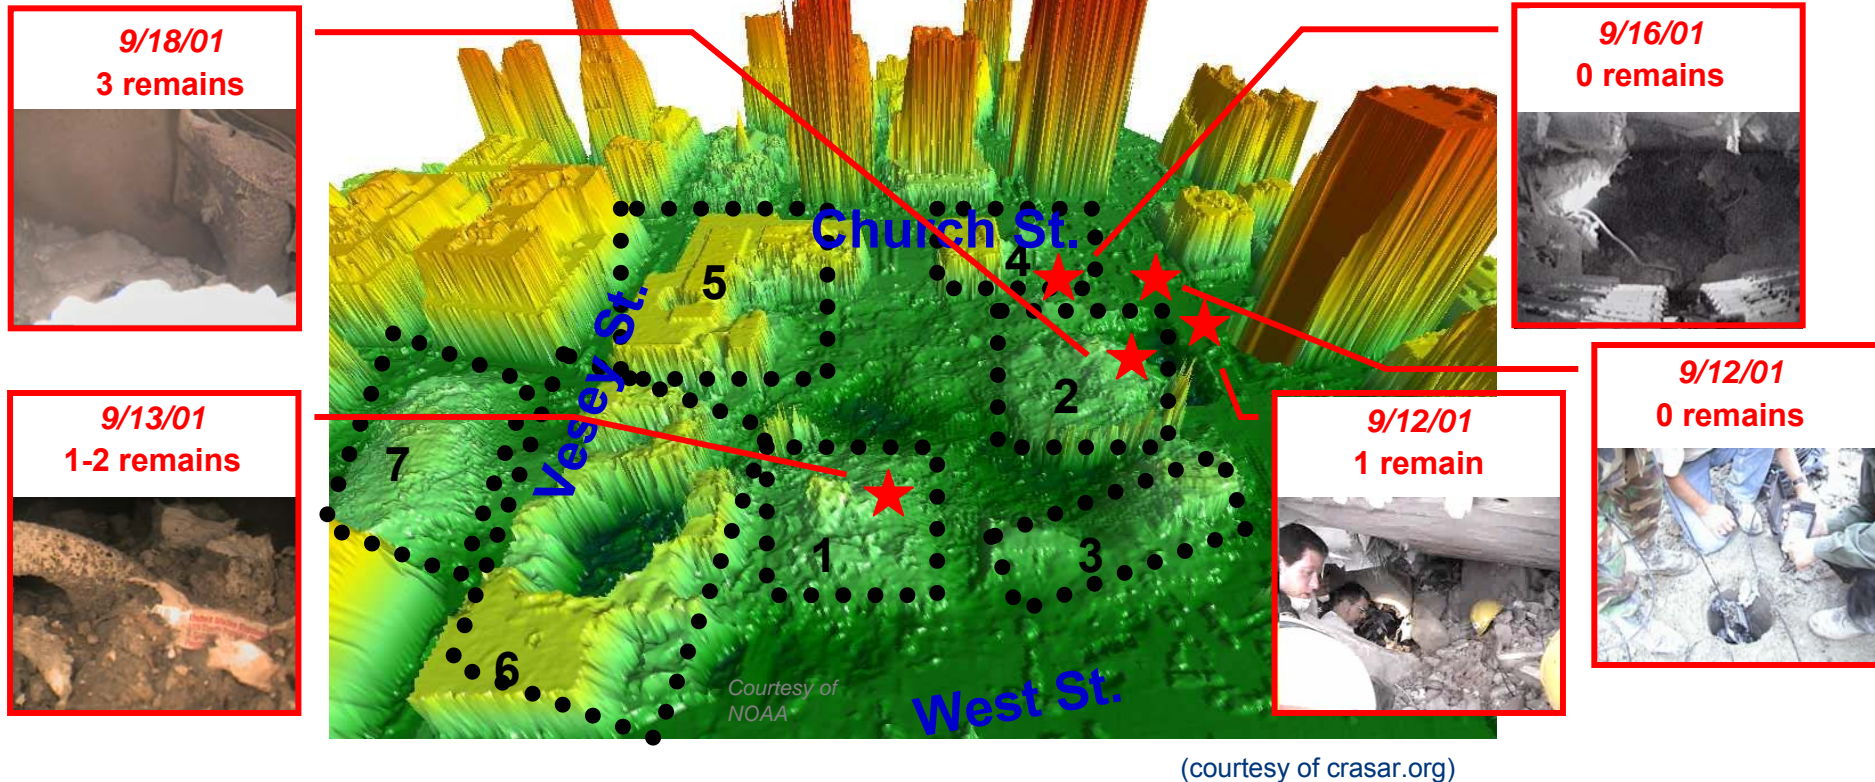 9/18/01
3 remains
9/16/01
0 remains
Church St.
4
5
Vesey St.
2
7
9/13/01
1-2 remains
9/12/01
1 remain
9/12/01
0 remains
1
3
6
Courtesy of
NOAA
West St.
(courtesy of crasar.org)